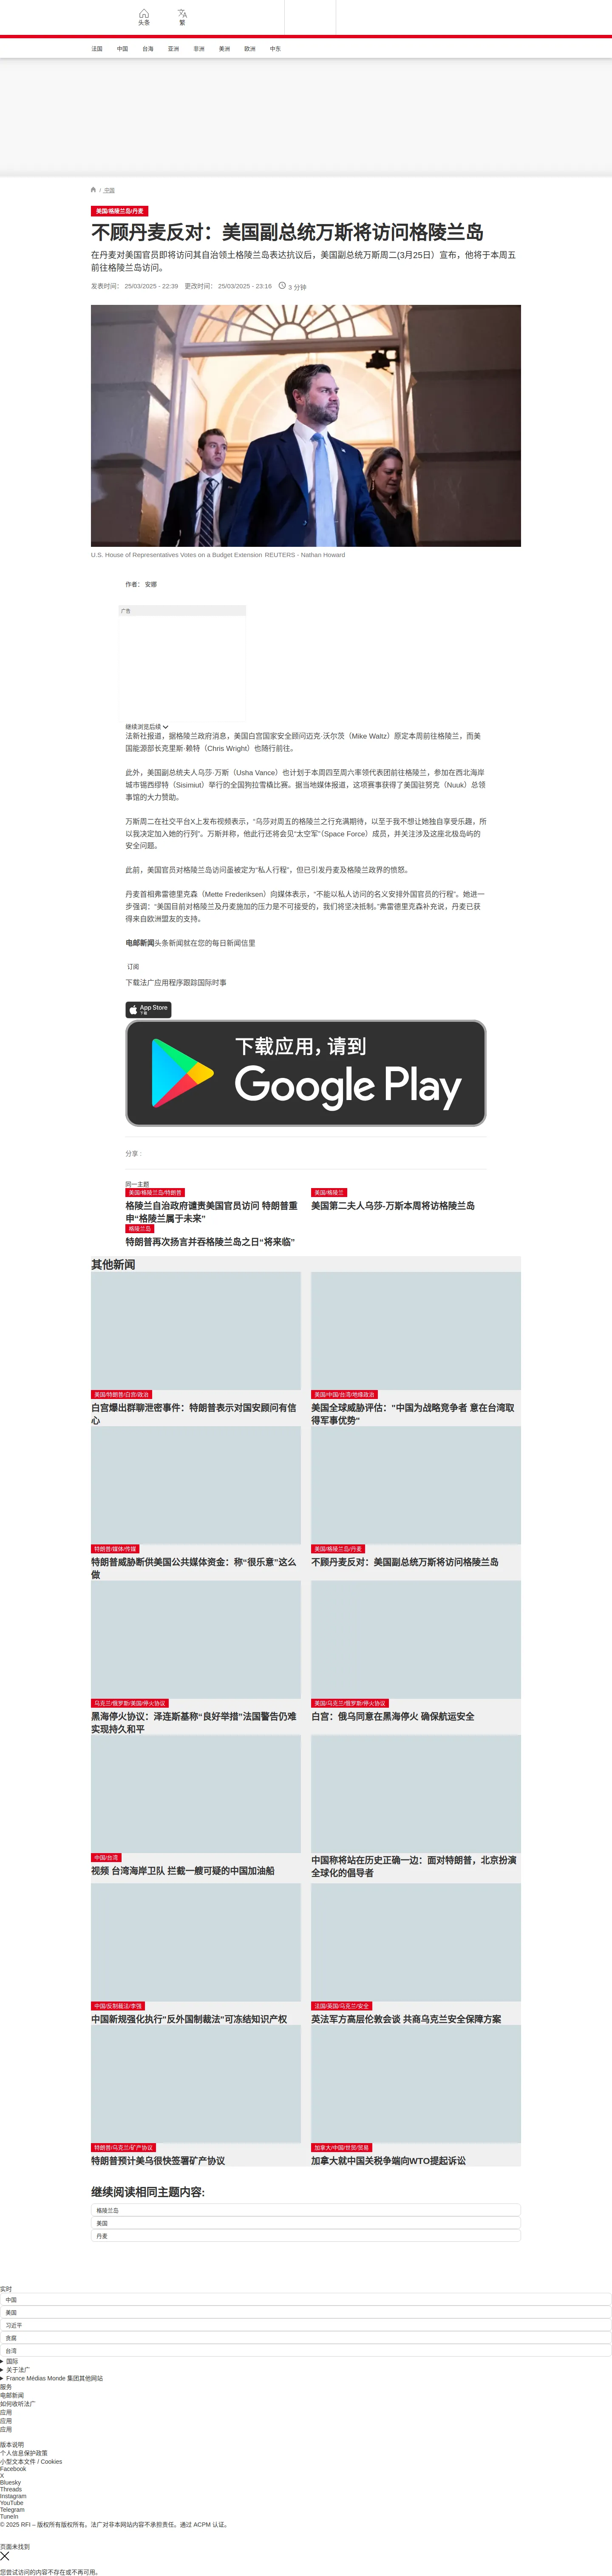 头条
繁
法国
中国
台海
亚洲
非洲
美洲
欧洲
中东
/ 中国
美国/格陵兰岛/丹麦
不顾丹麦反对：美国副总统万斯将访问格陵兰岛
在丹麦对美国官员即将访问其自治领土格陵兰岛表达抗议后，美国副总统万斯周二(3月25日）宣布，他将于本周五
前往格陵兰岛访问。
发表时间： 25/03/2025 - 22:39 更改时间： 25/03/2025 - 23:16 3 分钟
U.S. House of Representatives Votes on a Budget Extension REUTERS - Nathan Howard
作者： 安娜
广告
继续浏览后续
法新社报道，据格陵兰政府消息，美国白宫国家安全顾问迈克·沃尔茨（Mike Waltz）原定本周前往格陵兰，而美
国能源部长克里斯·赖特（Chris Wright）也随行前往。
此外，美国副总统夫人乌莎·万斯（Usha Vance）也计划于本周四至周六率领代表团前往格陵兰，参加在西北海岸
城市锡西缪特（Sisimiut）举行的全国狗拉雪橇比赛。据当地媒体报道，这项赛事获得了美国驻努克（Nuuk）总领
事馆的大力赞助。
万斯周二在社交平台X上发布视频表示，“乌莎对周五的格陵兰之行充满期待，以至于我不想让她独自享受乐趣，所
以我决定加入她的行列”。万斯并称，他此行还将会见“太空军”（Space Force）成员，并关注涉及这座北极岛屿的
安全问题。
此前，美国官员对格陵兰岛访问虽被定为“私人行程”，但已引发丹麦及格陵兰政界的愤怒。
丹麦首相弗雷德里克森（Mette Frederiksen）向媒体表示，“不能以私人访问的名义安排外国官员的行程”。她进一
步强调：“美国目前对格陵兰及丹麦施加的压力是不可接受的，我们将坚决抵制。”弗雷德里克森补充说，丹麦已获
得来自欧洲盟友的支持。
电邮新闻头条新闻就在您的每日新闻信里
订阅
下载法广应用程序跟踪国际时事
App Store
下载
下载应用，请到
Google Play
分享 :
同一主题
美国/格陵兰岛/特朗普
格陵兰自治政府谴责美国官员访问 特朗普重
申“格陵兰属于未来”
美国/格陵兰
美国第二夫人乌莎-万斯本周将访格陵兰岛
格陵兰岛
特朗普再次扬言并吞格陵兰岛之日“将来临”
其他新闻
美国/特朗普/白宫/政治
白宫爆出群聊泄密事件：特朗普表示对国安顾问有信
心
美国/中国/台湾/地缘政治
美国全球威胁评估："中国为战略竞争者 意在台湾取
得军事优势"
特朗普/媒体/传媒
特朗普威胁断供美国公共媒体资金：称“很乐意”这么
做
美国/格陵兰岛/丹麦
不顾丹麦反对：美国副总统万斯将访问格陵兰岛
乌克兰/俄罗斯/美国/停火协议
黑海停火协议：泽连斯基称“良好举措”法国警告仍难
实现持久和平
美国/乌克兰/俄罗斯/停火协议
白宫：俄乌同意在黑海停火 确保航运安全
中国/台湾
视频 台湾海岸卫队 拦截一艘可疑的中国加油船
中国称将站在历史正确一边：面对特朗普，北京扮演
全球化的倡导者
中国/反制裁法/李强
中国新规强化执行"反外国制裁法"可冻结知识产权
法国/英国/乌克兰/安全
英法军方高层伦敦会谈 共商乌克兰安全保障方案
特朗普/乌克兰/矿产协议
特朗普预计美乌很快签署矿产协议
加拿大/中国/世贸/贸易
加拿大就中国关税争端向WTO提起诉讼
继续阅读相同主题内容:
格陵兰岛
美国
丹麦
实时
中国
美国
习近平
贪腐
台湾
国际
关于法广
France Médias Monde 集团其他网站
服务
电邮新闻
如何收听法广
应用
应用
应用
版本说明
个人信息保护政策
小型文本文件 / Cookies
Facebook
X
Bluesky
Threads
Instagram
YouTube
Telegram
TuneIn
© 2025 RFI – 版权所有版权所有。法广对非本网站内容不承担责任。通过 ACPM 认证。
页面未找到
您尝试访问的内容不存在或不再可用。